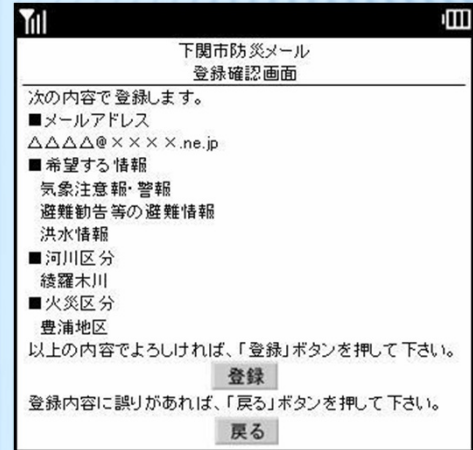 下関市防災メール
登録確認画面
次の内容で登録します。
■メールアドレス
△△△△@××××.ne.jp
■希望する情報
気象注意報・警報
避難勧告等の避難情報
洪水情報
■河川区分
綾羅木川
■火災区分
豊浦地区
以上の内容でよろしければ、「登録」ボタンを押して下さい。
登録
登録内容に誤りがあれば、「戻る」ボタンを押して下さい。
戻る